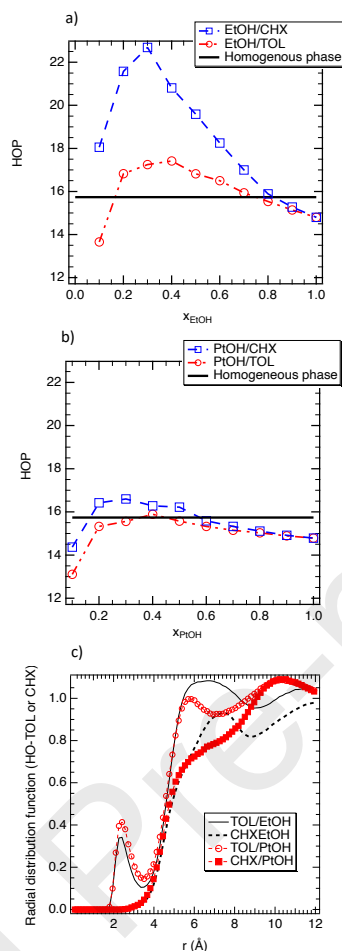 a)
EtOH/CHX
EtOH/TOL
Homogenous phase
22
20
18
16
14
12
HOP
0.0 0.2 0.4 0.6 0.8 1.0
xEtOH
b)
PtOH/CHX
PtOH/TOL
Homogeneous phase
22
20
18
16
14
12
HOP
0.2 0.4 0.6 0.8 1.0
xPtOH
c)
Radial distribution function (HO-TOL or CHX)
1.0
0.8
0.6
0.4
0.2
0.0
TOL/EtOH
CHXEtOH
TOL/PtOH
CHX/PtOH
0 2 4 6 8 10 12
r (Å)
Pre-